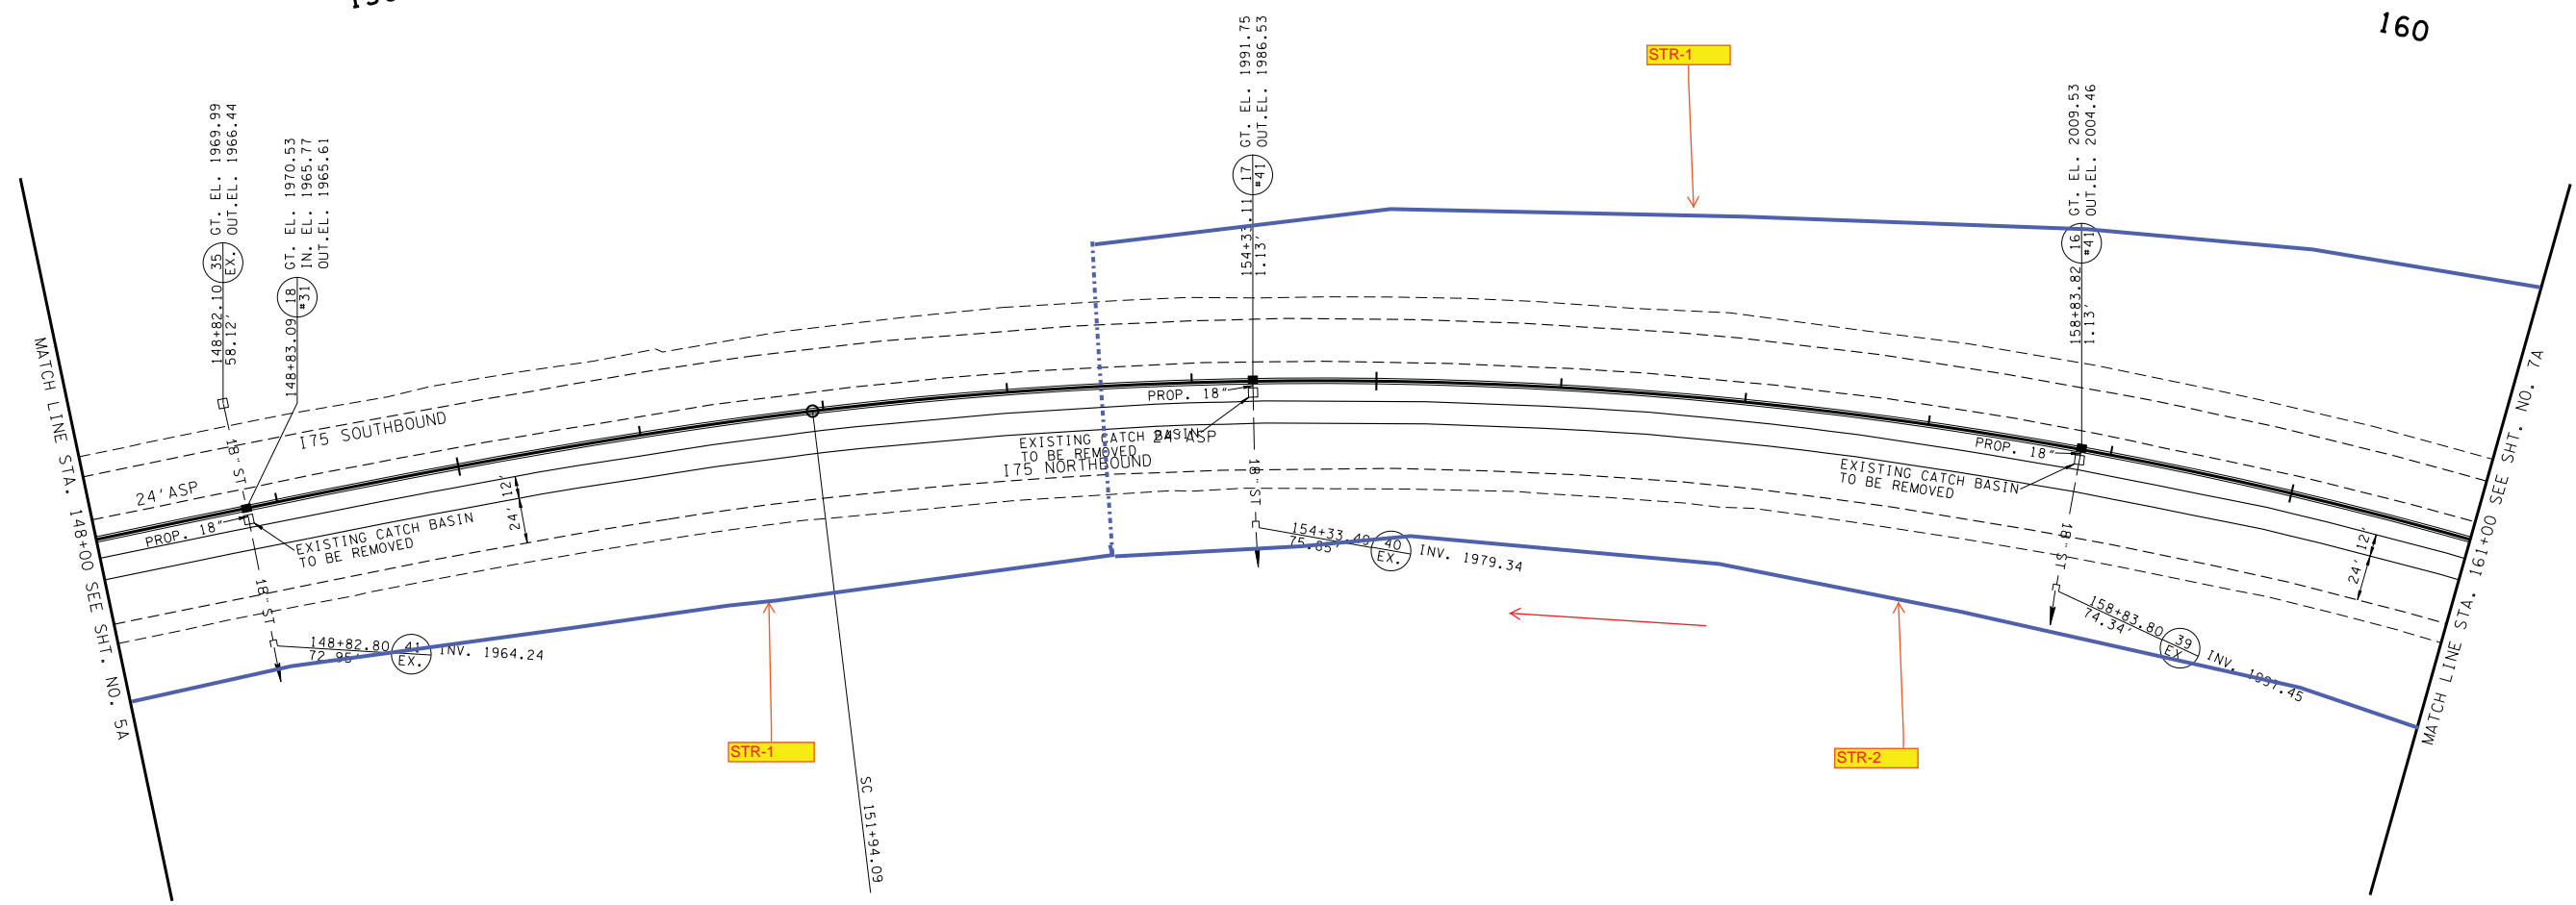 160
STR-1
GT. EL. 1969.99
OUT.EL. 1966.44
35
EX.
148+82.10
58.12'
GT. EL. 1970.53
IN. EL. 1965.77
OUT.EL. 1965.61
18
#31
148+83.09
GT. EL. 1991.75
OUT.EL. 1986.53
17
#41
154+33.11
1.13'
GT. EL. 2009.53
OUT.EL. 2004.46
16
#41
158+83.82
1.13'
MATCH LINE STA. 148+00 SEE SHT. NO. 5A
I75 SOUTHBOUND
24'ASP
18" ST
PROP. 18"
EXISTING CATCH BASIN
TO BE REMOVED
12'
24'
18" ST
148+82.80
72.95'
41
EX.
INV. 1964.24
STR-1
SC 151+94.09
PROP. 18"
EXISTING CATCH BASIN
TO BE REMOVED
24'ASP
I75 NORTHBOUND
18" ST
154+33.49
75.85'
40
EX.
INV. 1979.34
PROP. 18"
EXISTING CATCH BASIN
TO BE REMOVED
18" ST
158+83.80
74.34'
39
EX.
INV. 1997.45
12'
24'
STR-2
MATCH LINE STA. 161+00 SEE SHT. NO. 7A